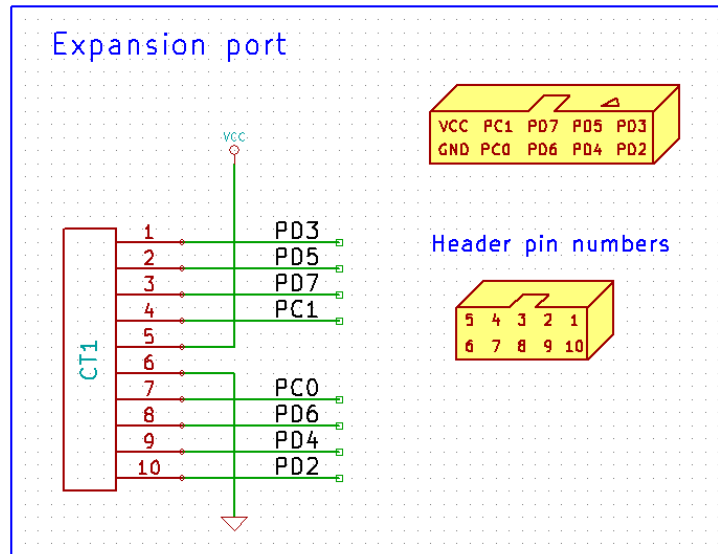 Expansion port
VCC PC1 PD7 PD5 PD3
GND PC0 PD6 PD4 PD2
VCC
1 PD3
2 PD5
3 PD7
4 PC1
5
6
7 PC0
8 PD6
9 PD4
10 PD2
CT1
Header pin numbers
5 4 3 2 1
6 7 8 9 10